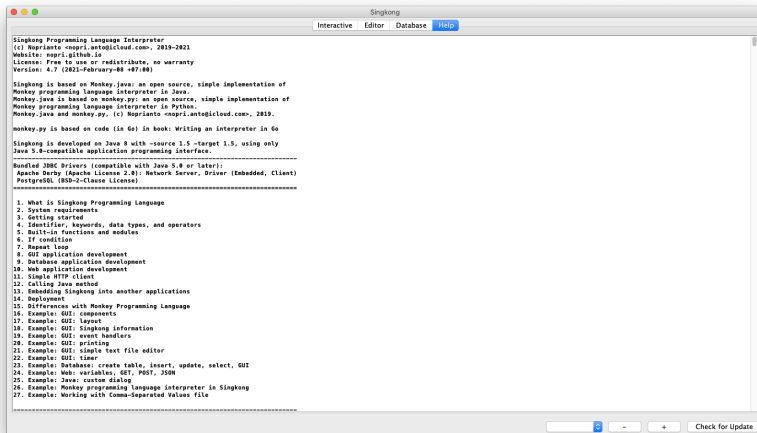 Singkong
Interactive Editor Database Help
Singkong Programming Language Interpreter
(c) Noprianto <nopri.anto@icloud.com>, 2019-2021
Website: nopri.github.io
License: Free to use or redistribute, no warranty
Version: 4.7 (2021-February-08 +07:00)
Singkong is based on Monkey.java: an open source, simple implementation of
Monkey programming language interpreter in Java.
Monkey.java is based on monkey.py: an open source, simple implementation of
Monkey programming language interpreter in Python.
Monkey.java and monkey.py, (c) Noprianto <nopri.anto@icloud.com>, 2019.
monkey.py is based on code (in Go) in book: Writing an interpreter in Go
Singkong is developed on Java 8 with -source 1.5 -target 1.5, using only
Java 5.0-compatible application programming interface.
================================================================================
Bundled JDBC Drivers (compatible with Java 5.0 or later):
Apache Derby (Apache License 2.0): Network Server, Driver (Embedded, Client)
PostgreSQL (BSD-2-Clause License)
================================================================================
1. What is Singkong Programming Language
2. System requirements
3. Getting started
4. Identifier, keywords, data types, and operators
5. Built-in functions and modules
6. If condition
7. Repeat loop
8. GUI application development
9. Database application development
10. Web application development
11. Simple HTTP client
12. Calling Java method
13. Embedding Singkong into another applications
14. Deployment
15. Differences with Monkey Programming Language
16. Example: GUI: components
17. Example: GUI: layout
18. Example: GUI: Singkong information
19. Example: GUI: event handlers
20. Example: GUI: printing
21. Example: GUI: simple text file editor
22. Example: GUI: timer
23. Example: Database: create table, insert, update, select, GUI
24. Example: Web: variables, GET, POST, JSON
25. Example: Java: custom dialog
26. Example: Monkey programming language interpreter in Singkong
27. Example: Working with Comma-Separated Values file
================================================================================
- + Check for Update